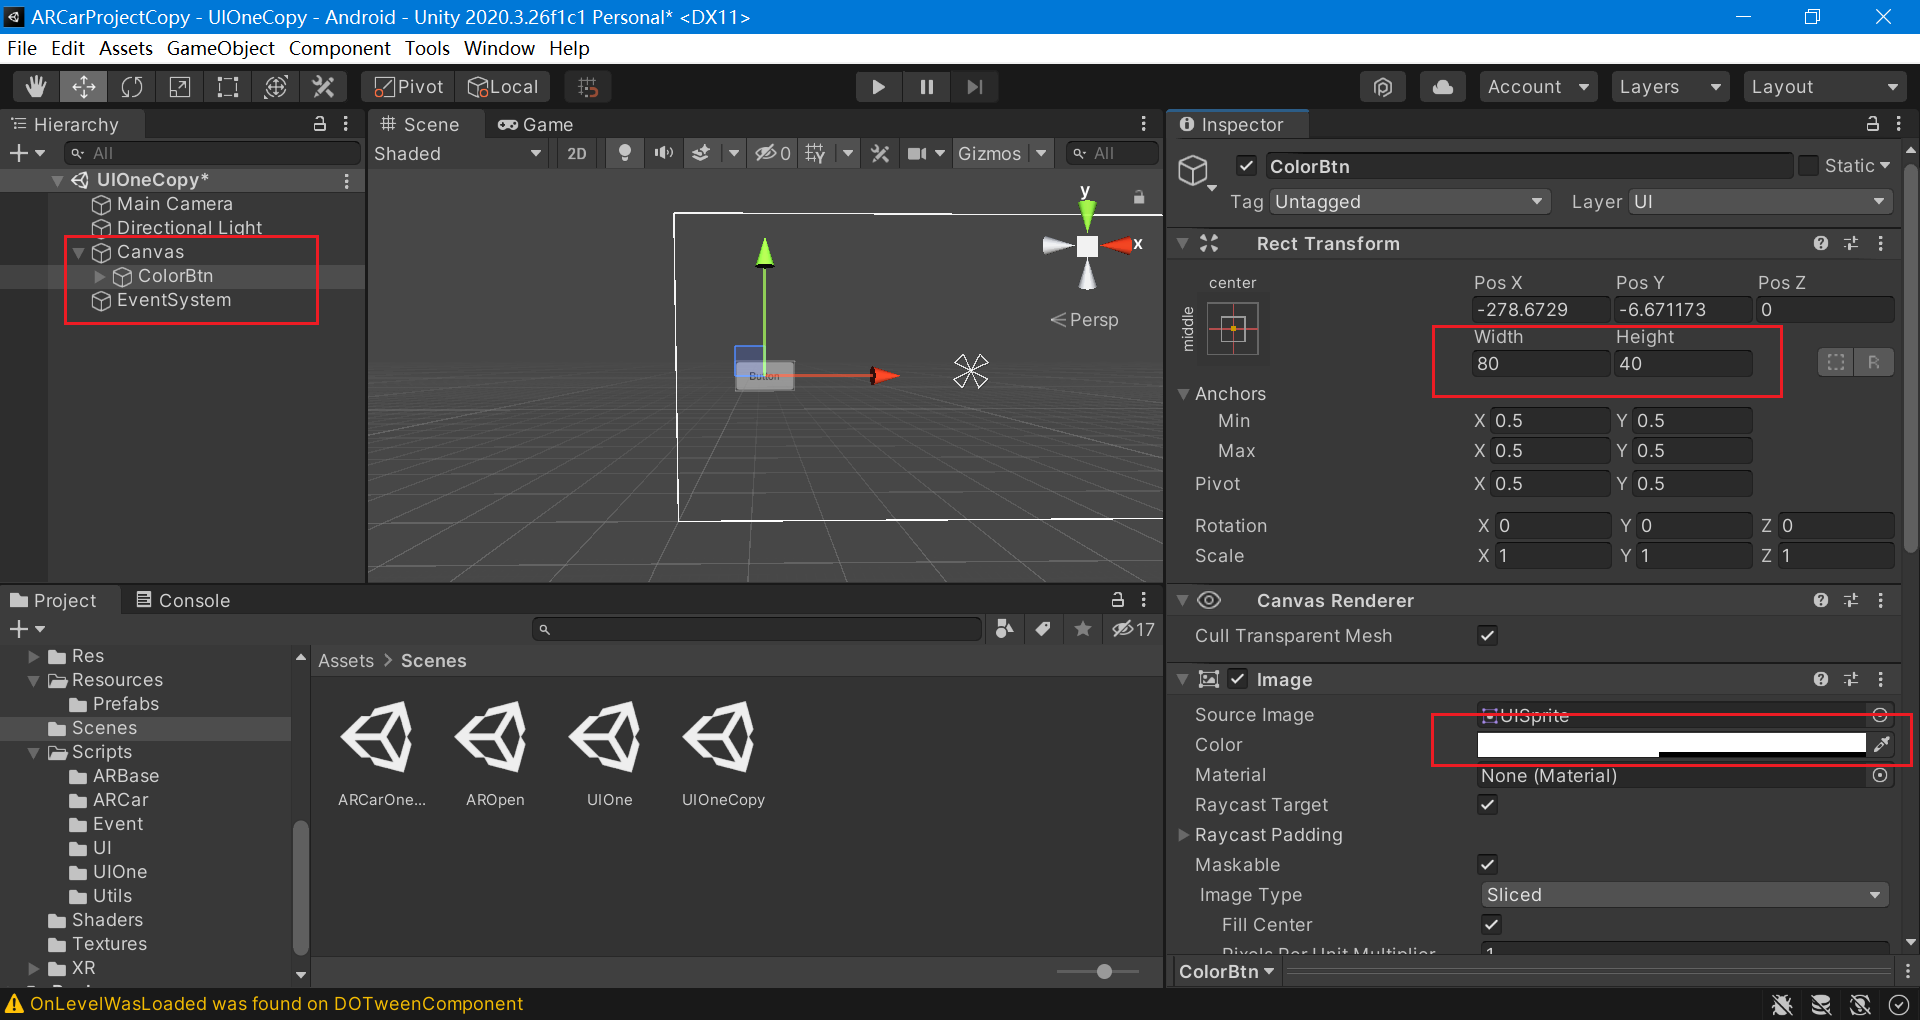 ARCarProjectCopy - UIOneCopy - Android - Unity 2020.3.26f1c1 Personal* <DX11>
File Edit Assets GameObject Component Tools Window Help
Pivot Local Account Layers Layout
Hierarchy
All
UIOneCopy*
Main Camera
Directional Light
Canvas
ColorBtn
EventSystem
Scene Game
Shaded 2D 0 Gizmos All
y
x
Persp
Button
Inspector
ColorBtn Static
Tag Untagged Layer UI
Rect Transform
center
middle
Pos X Pos Y Pos Z
-278.6729 -6.671173 0
Width Height
80 40
R
Anchors
Min X 0.5 Y 0.5
Max X 0.5 Y 0.5
Pivot X 0.5 Y 0.5
Rotation X 0 Y 0 Z 0
Scale X 1 Y 1 Z 1
Canvas Renderer
Cull Transparent Mesh
Image
Source Image UISprite
Color
Material None (Material)
Raycast Target
Raycast Padding
Maskable
Image Type Sliced
Fill Center
Pixels Per Unit Multiplier 1
ColorBtn
Project Console
17
Res
Resources
Prefabs
Scenes
Scripts
ARBase
ARCar
Event
UI
UIOne
Utils
Shaders
Textures
XR
Assets > Scenes
ARCarOne... AROpen UIOne UIOneCopy
OnLevelWasLoaded was found on DOTweenComponent